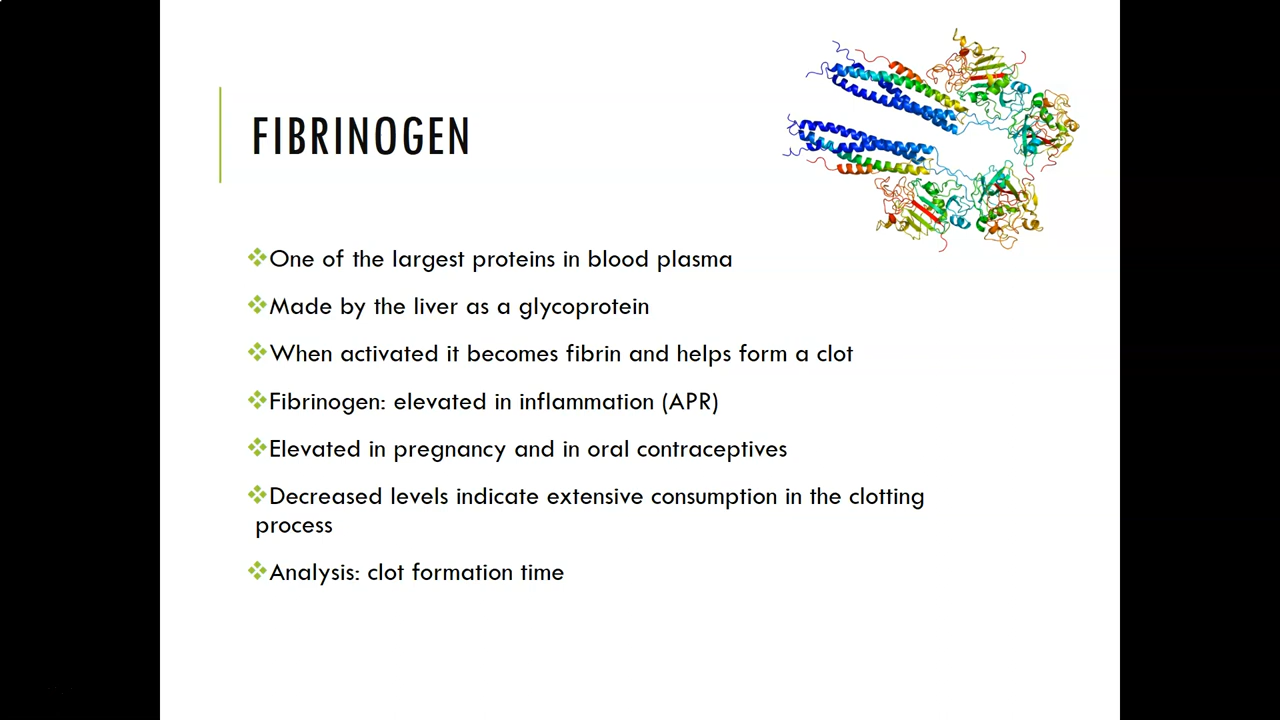 FIBRINOGEN
One of the largest proteins in blood plasma
Made by the liver as a glycoprotein
When activated it becomes fibrin and helps form a clot
Fibrinogen: elevated in inflammation (APR)
Elevated in pregnancy and in oral contraceptives
Decreased levels indicate extensive consumption in the clotting
process
Analysis: clot formation time